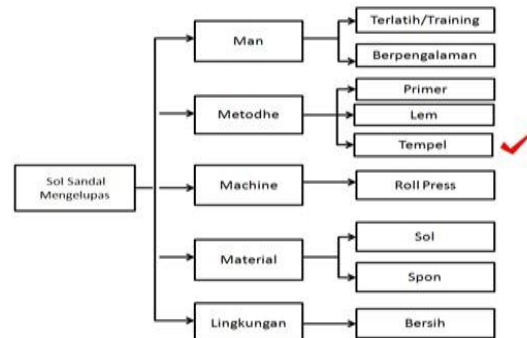 Sol Sandal
Mengelupas
Man
Terlatih/Training
Berpengalaman
Metodhe
Primer
Lem
Tempel
Machine
Roll Press
Material
Sol
Spon
Lingkungan
Bersih